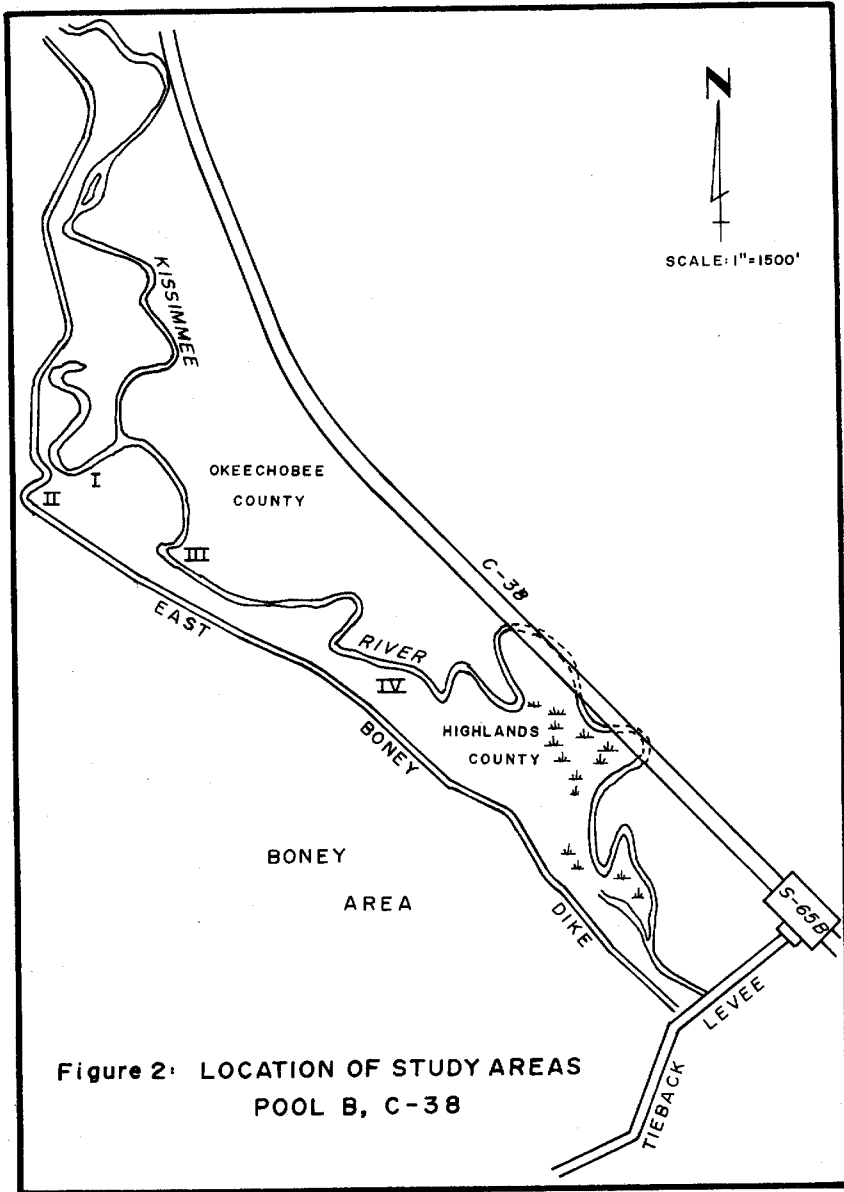 N
SCALE: 1"=1500'
KISSIMMEE
I
OKEECHOBEE
COUNTY
II
III
C-38
EAST
RIVER
IV
BONEY
HIGHLANDS
COUNTY
BONEY
AREA
S-65B
DIKE
LEVEE
Figure 2: LOCATION OF STUDY AREAS
POOL B, C-38
TIEBACK